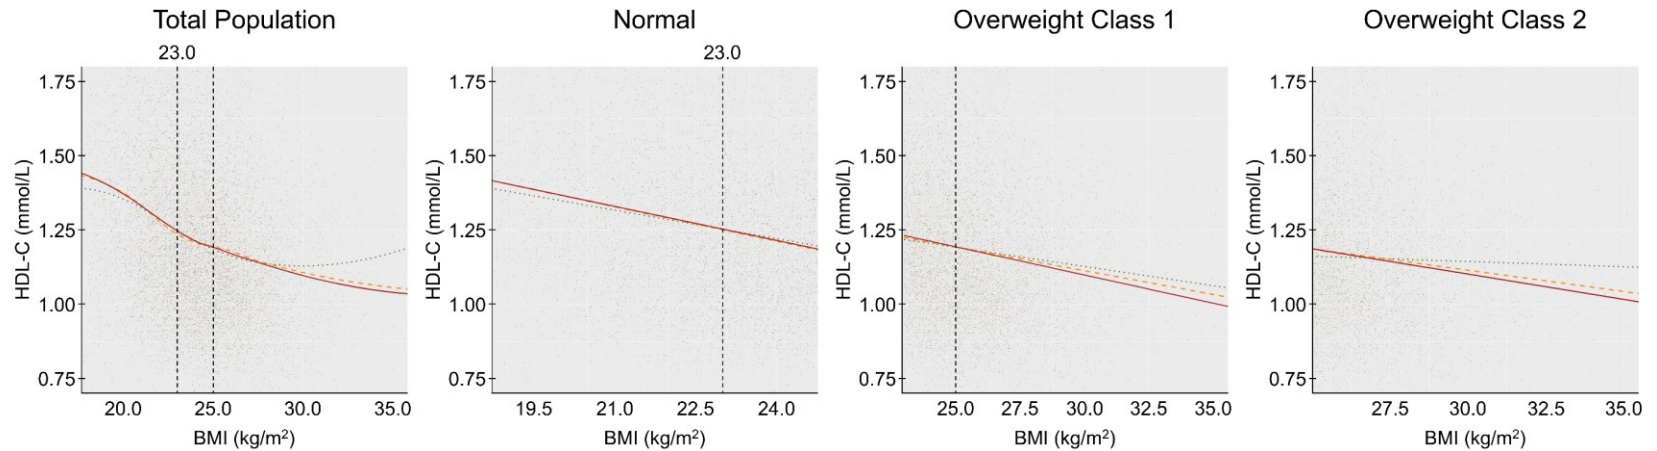 Total Population
23.0
1.75
1.50
1.25
1.00
0.75
HDL-C (mmol/L)
20.0 25.0 30.0 35.0
BMI (kg/m²)
Normal
23.0
1.75
1.50
1.25
1.00
0.75
HDL-C (mmol/L)
19.5 21.0 22.5 24.0
BMI (kg/m²)
Overweight Class 1
1.75
1.50
1.25
1.00
0.75
HDL-C (mmol/L)
25.0 27.5 30.0 32.5 35.0
BMI (kg/m²)
Overweight Class 2
1.75
1.50
1.25
1.00
0.75
HDL-C (mmol/L)
27.5 30.0 32.5 35.0
BMI (kg/m²)